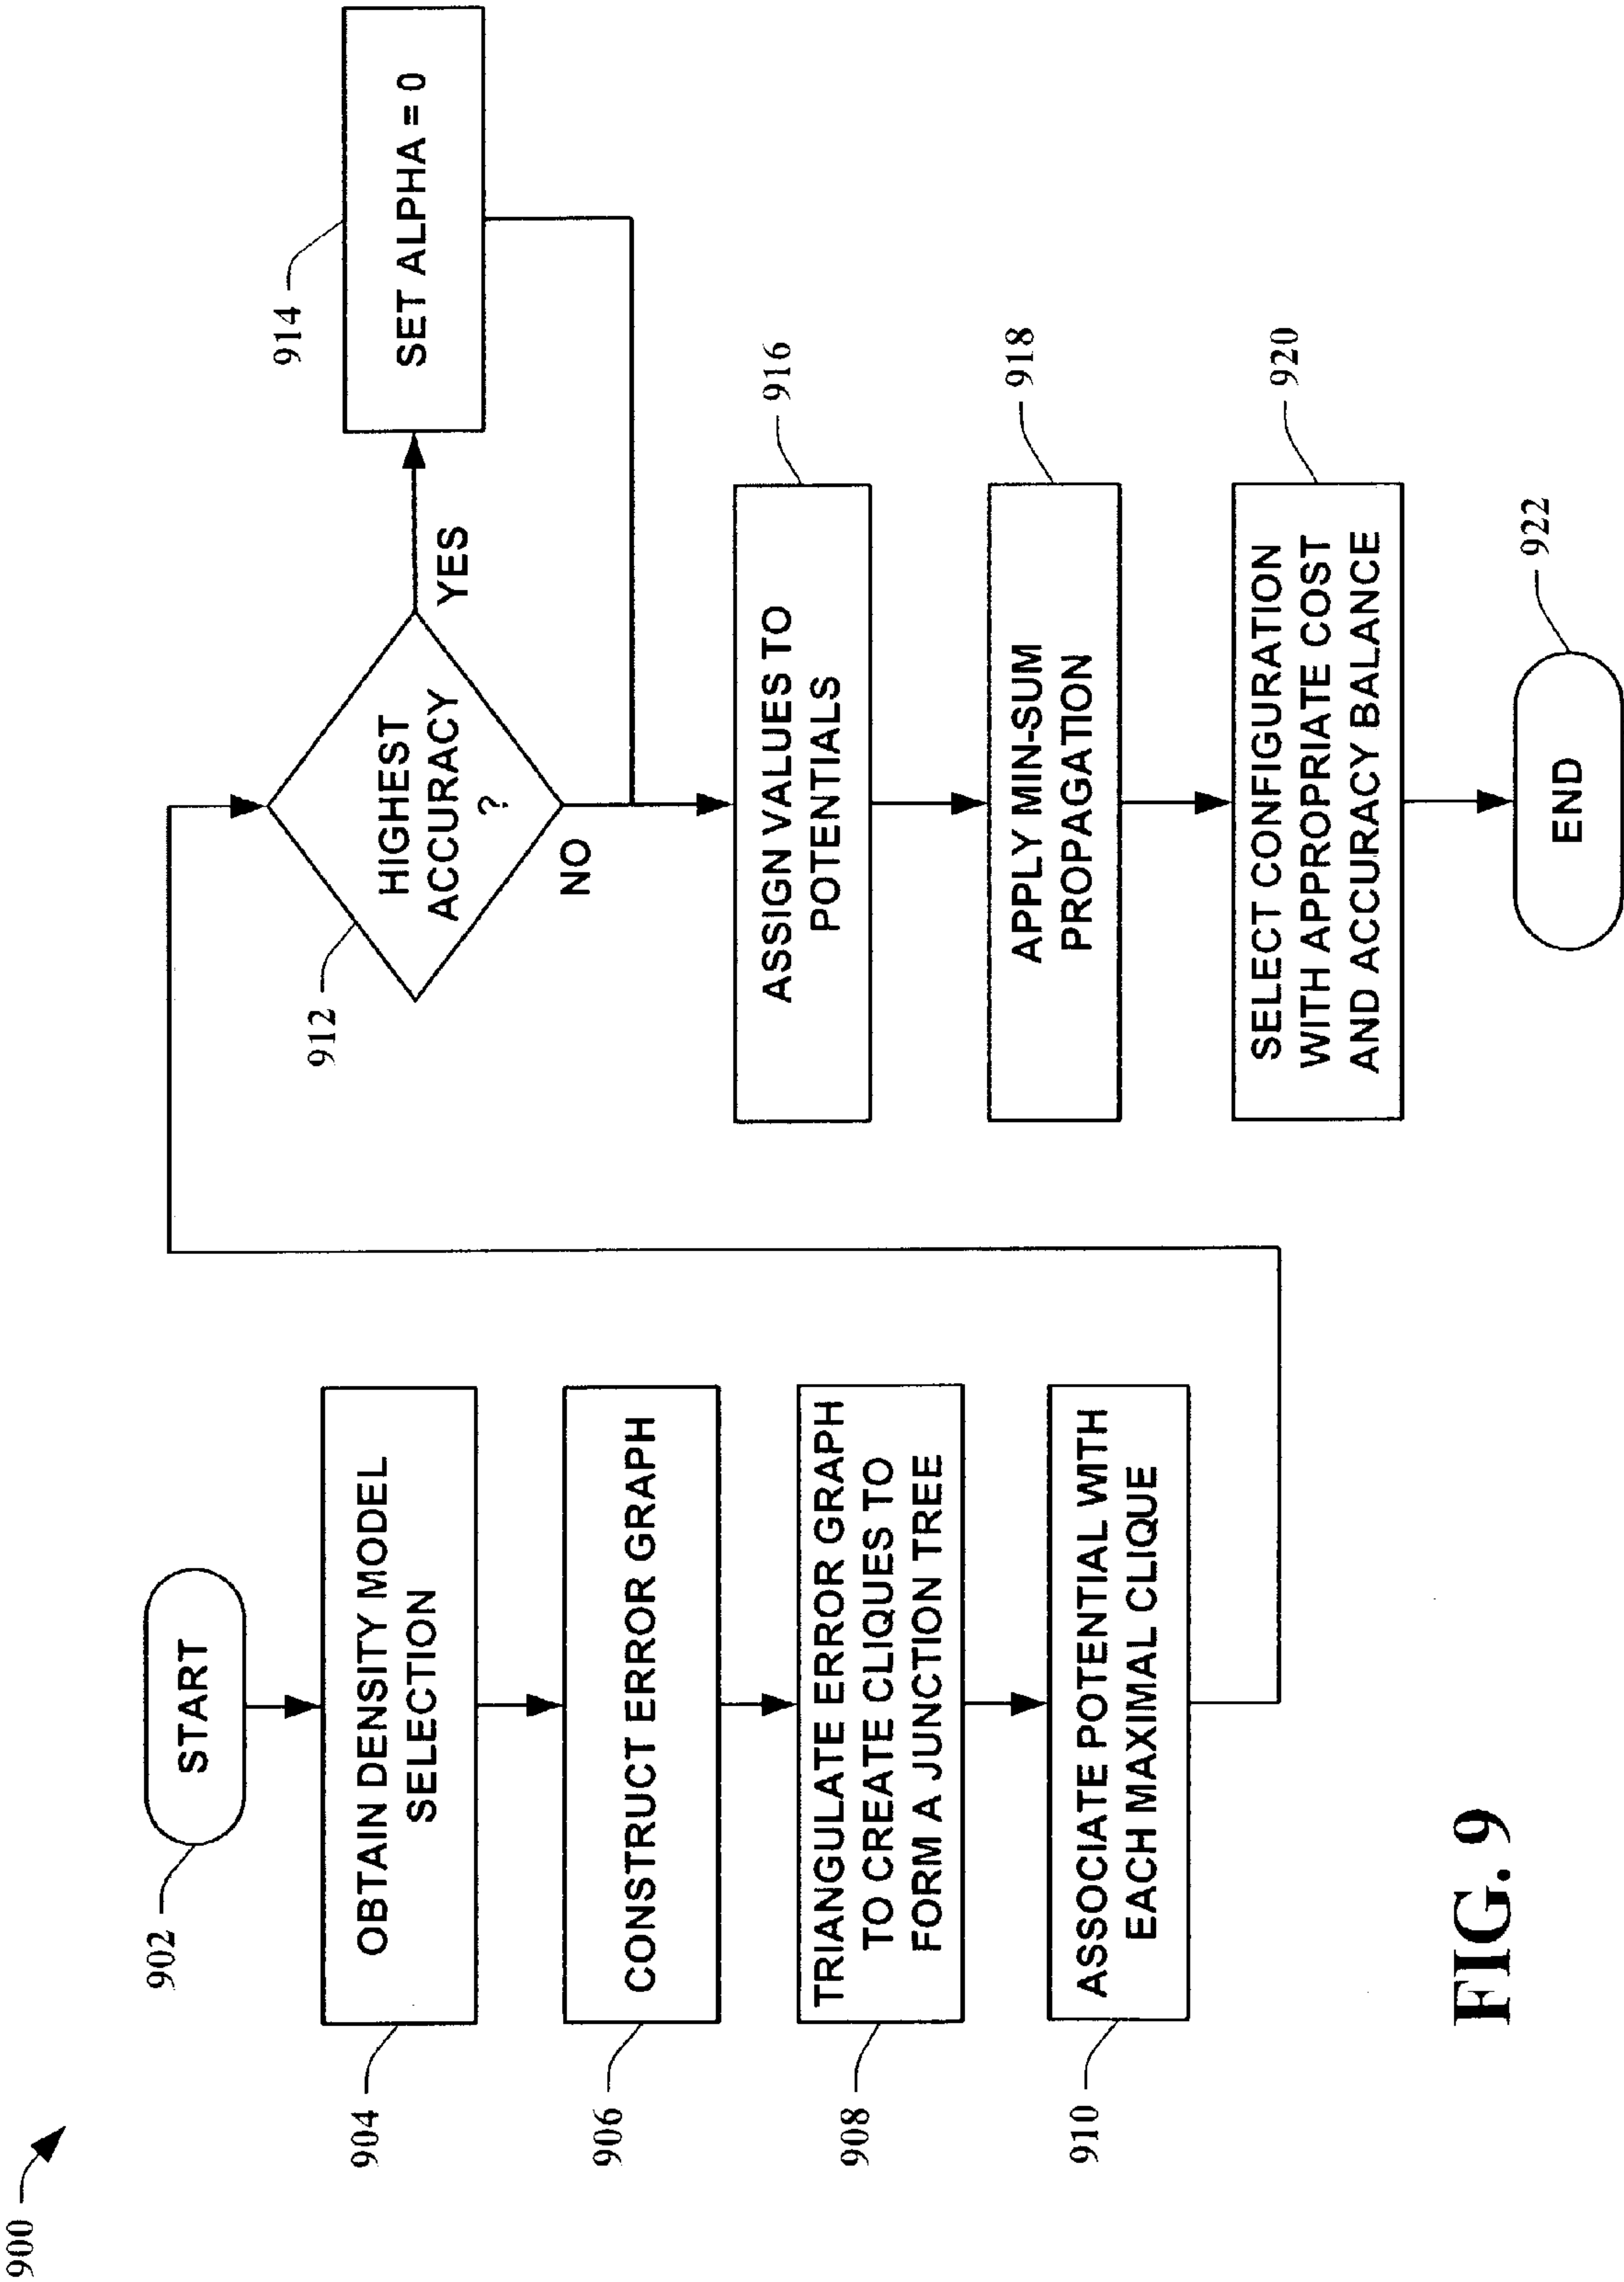 900
START
902
OBTAIN DENSITY MODEL
SELECTION
904
CONSTRUCT ERROR GRAPH
906
TRIANGULATE ERROR GRAPH
TO CREATE CLIQUES TO
FORM A JUNCTION TREE
908
ASSOCIATE POTENTIAL WITH
EACH MAXIMAL CLIQUE
910
HIGHEST
ACCURACY
?
912
YES
NO
SET ALPHA = 0
914
ASSIGN VALUES TO
POTENTIALS
916
APPLY MIN-SUM
PROPAGATION
918
SELECT CONFIGURATION
WITH APPROPRIATE COST
AND ACCURACY BALANCE
920
END
922
FIG. 9